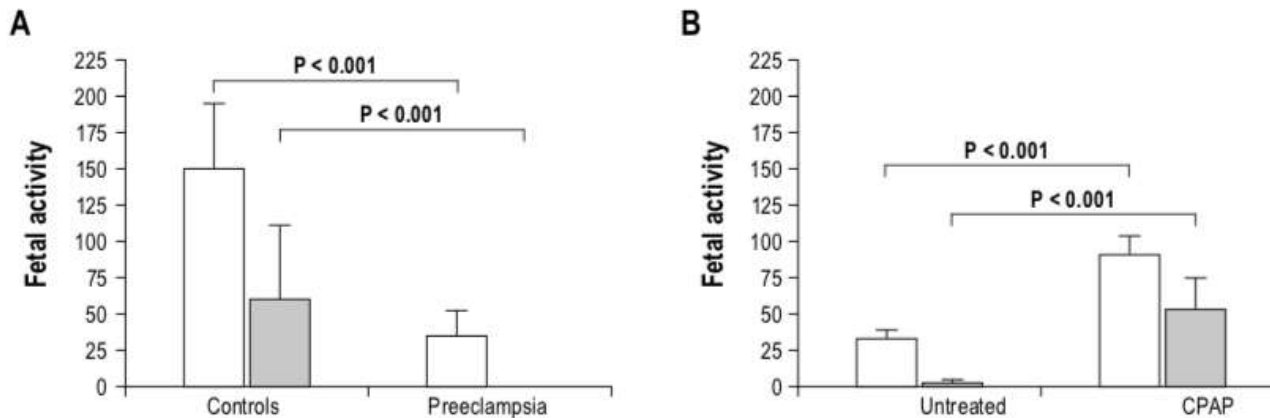 A
Fetal activity
225
200
175
150
125
100
75
50
25
0
P < 0.001
P < 0.001
Controls
Preeclampsia
B
Fetal activity
225
200
175
150
125
100
75
50
25
0
P < 0.001
P < 0.001
Untreated
CPAP